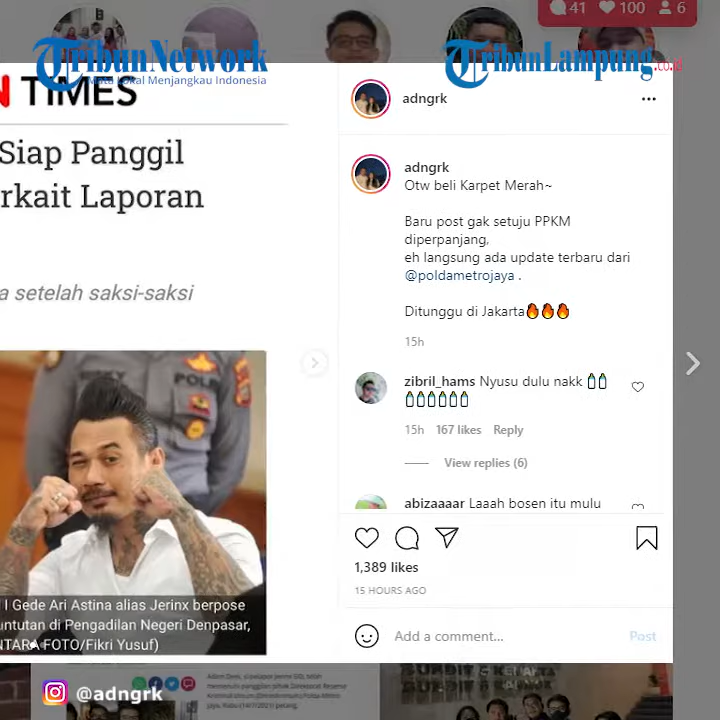 41 100 6
TribunNetwork
Mata Lokal Menjangkau Indonesia
TribunLampung.co.id
N TIMES
Siap Panggil
rkait Laporan
a setelah saksi-saksi
POL
I Gede Ari Astina alias Jerinx berpose
untutan di Pengadilan Negeri Denpasar,
NTARA FOTO/Fikri Yusuf)
adngrk
adngrk
Otw beli Karpet Merah~
Baru post gak setuju PPKM
diperpanjang,
eh langsung ada update terbaru dari
@poldametrojaya .
Ditunggu di Jakarta🔥🔥🔥
15h
zibril_hams Nyusu dulu nakk 🍼🍼
🍼🍼🍼🍼🍼🍼
15h 167 likes Reply
View replies (6)
abizaaaar Laaah bosen itu mulu
1,389 likes
15 HOURS AGO
Add a comment... Post
@adngrk